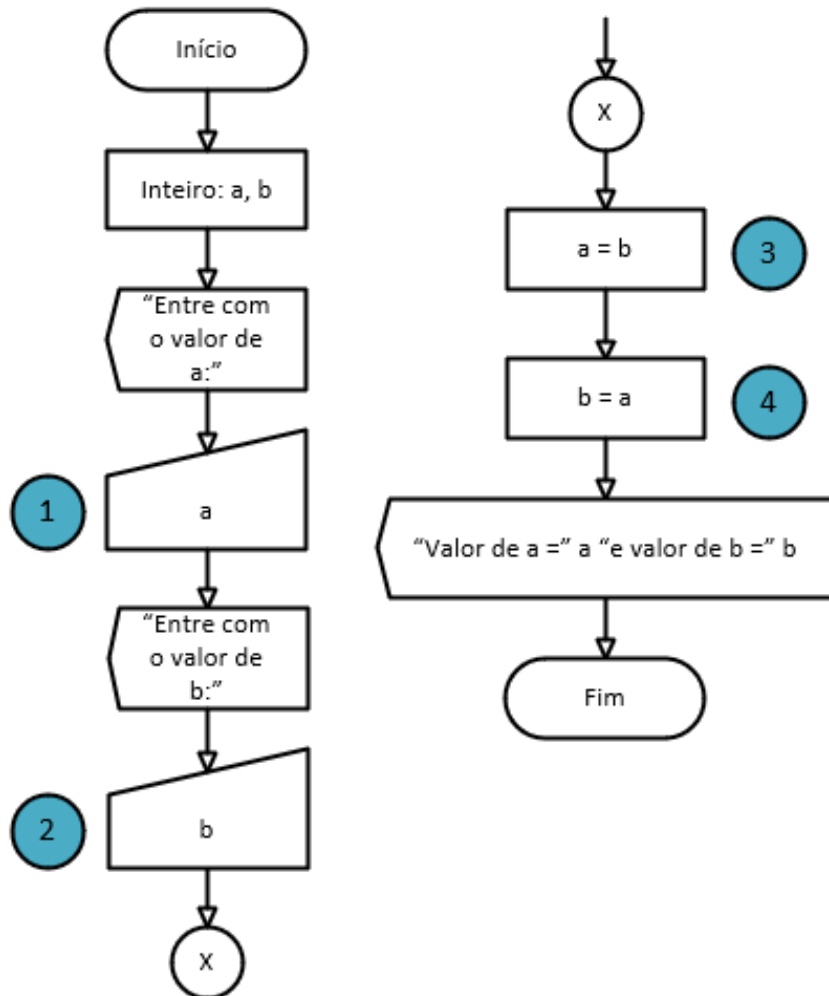 Início
Inteiro: a, b
“Entre com
o valor de
a:”
1
a
“Entre com
o valor de
b:”
2
b
X
X
a = b
3
b = a
4
“Valor de a =” a “e valor de b =” b
Fim